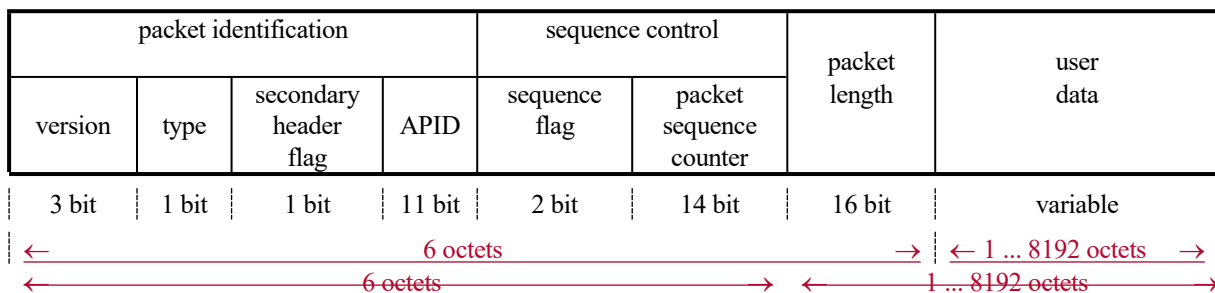 packet identification
sequence control
packet
length
user
data
version
type
secondary
header
flag
APID
sequence
flag
packet
sequence
counter
3 bit
1 bit
1 bit
11 bit
2 bit
14 bit
16 bit
variable
6 octets
1 ... 8192 octets
6 octets
1 ... 8192 octets